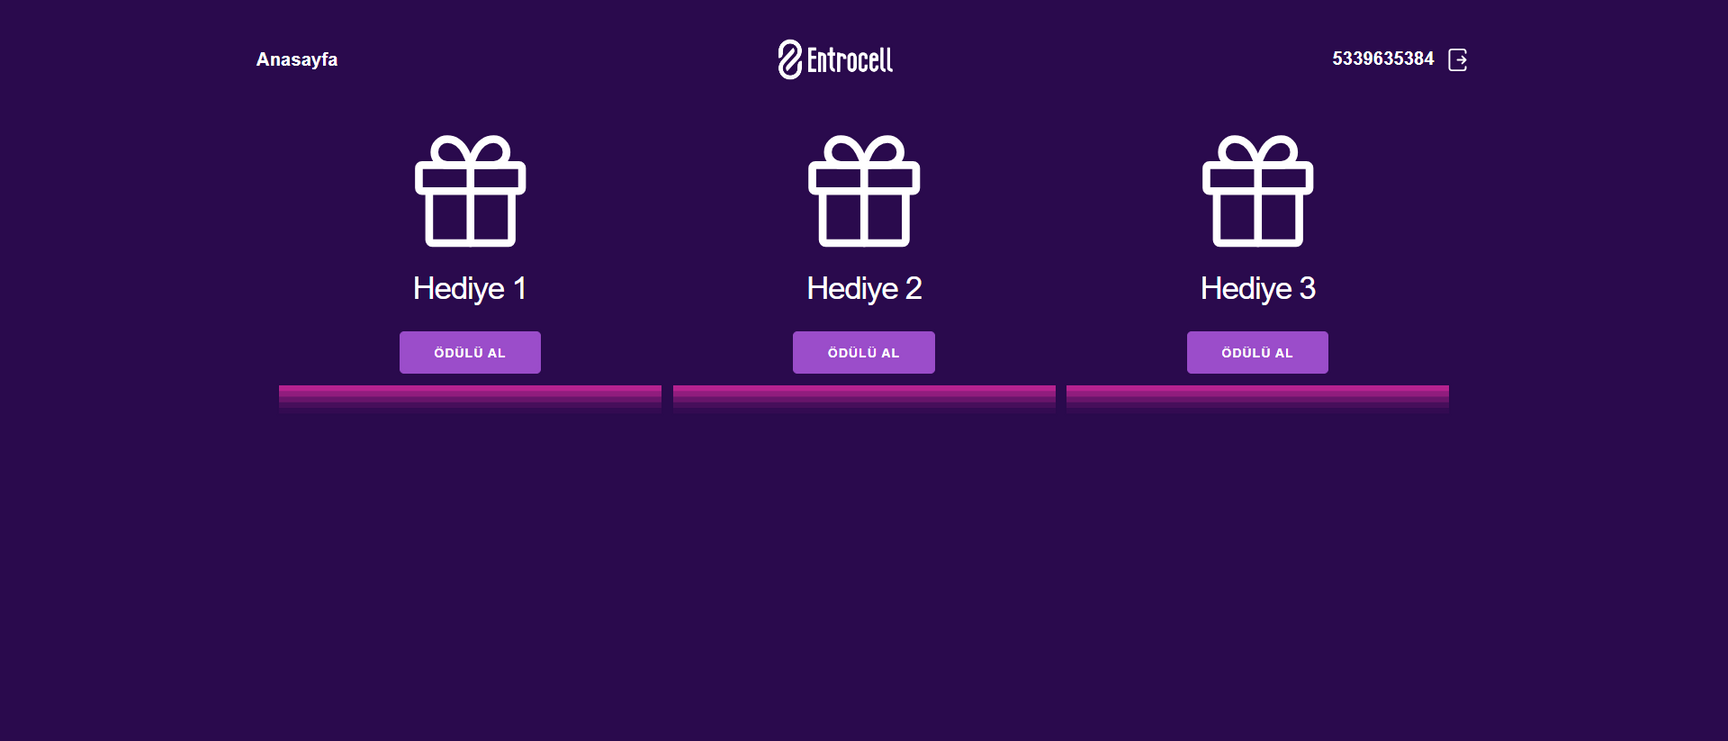 Anasayfa
Entrocell
5339635384
Hediye 1
Hediye 2
Hediye 3
ÖDÜLÜ AL
ÖDÜLÜ AL
ÖDÜLÜ AL